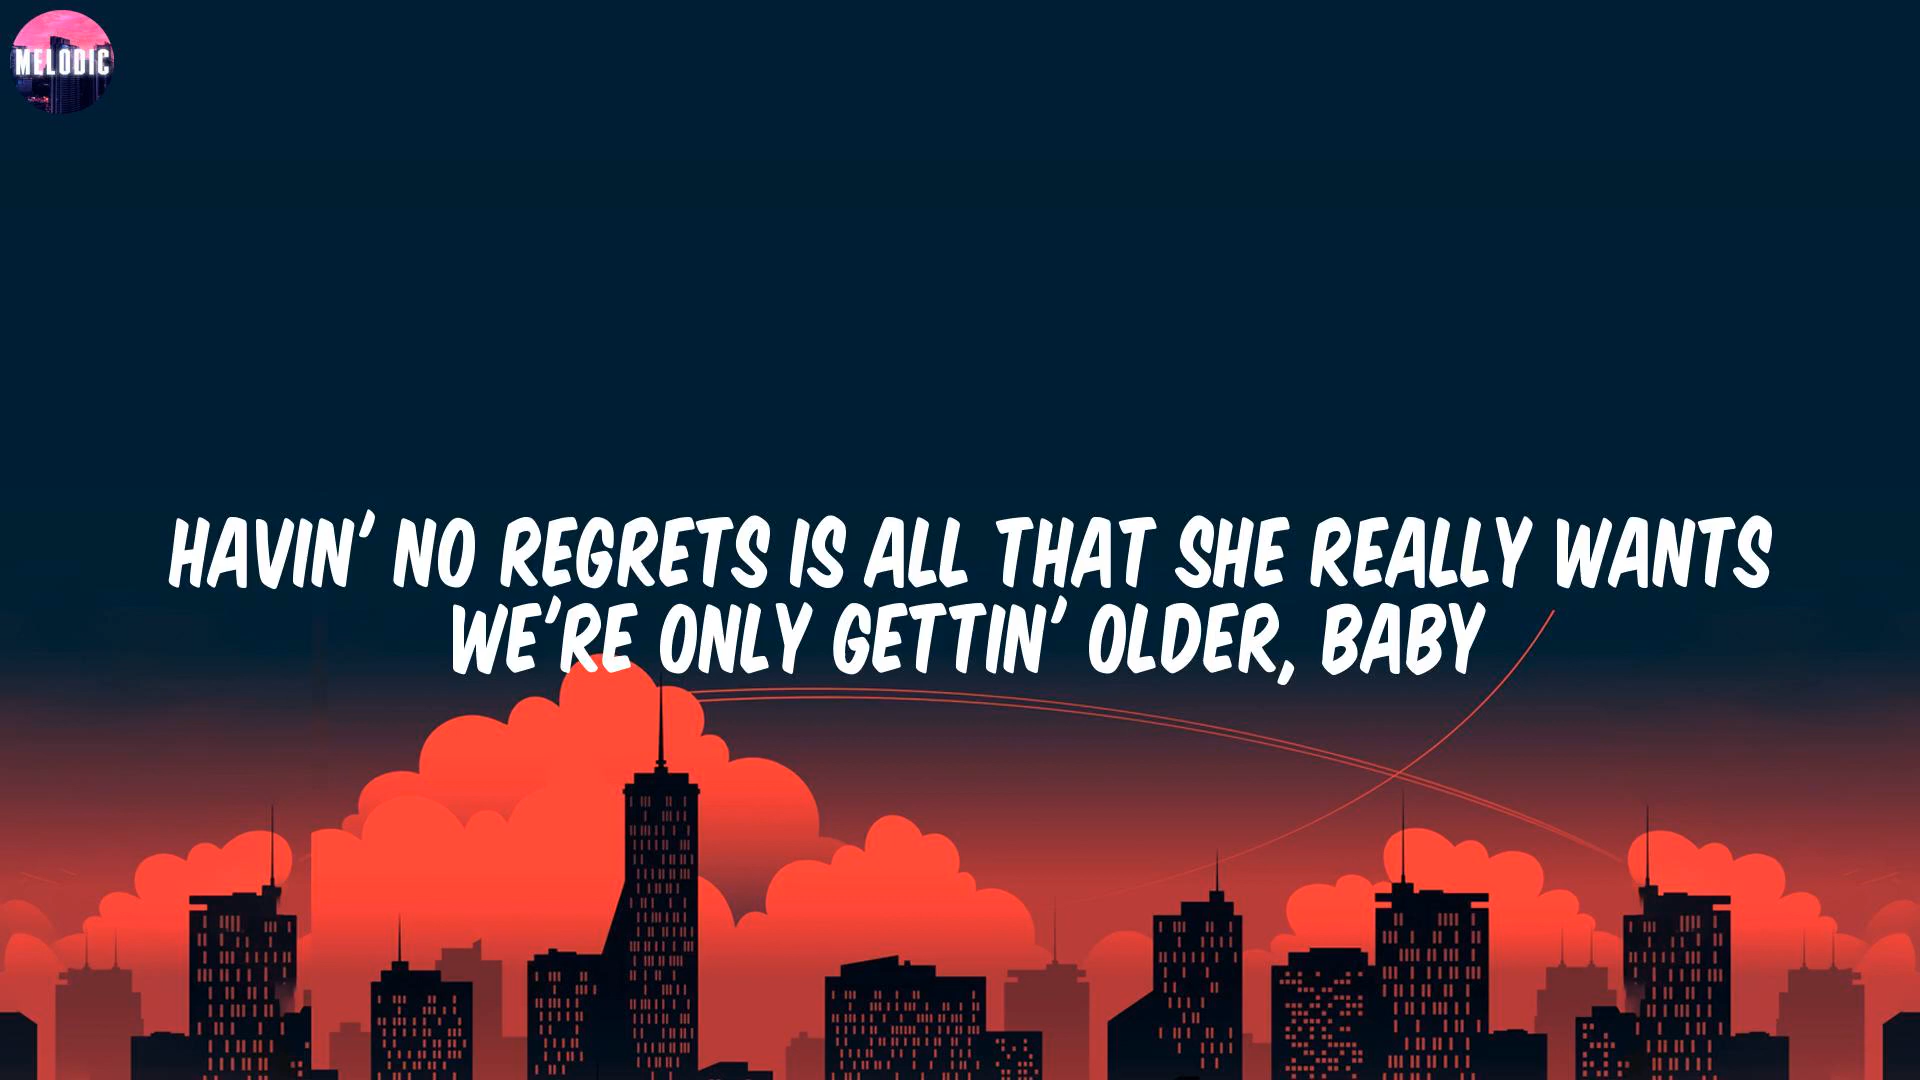 MELODIC
HAVIN' NO REGRETS IS ALL THAT SHE REALLY WANTS
WE'RE ONLY GETTIN' OLDER, BABY